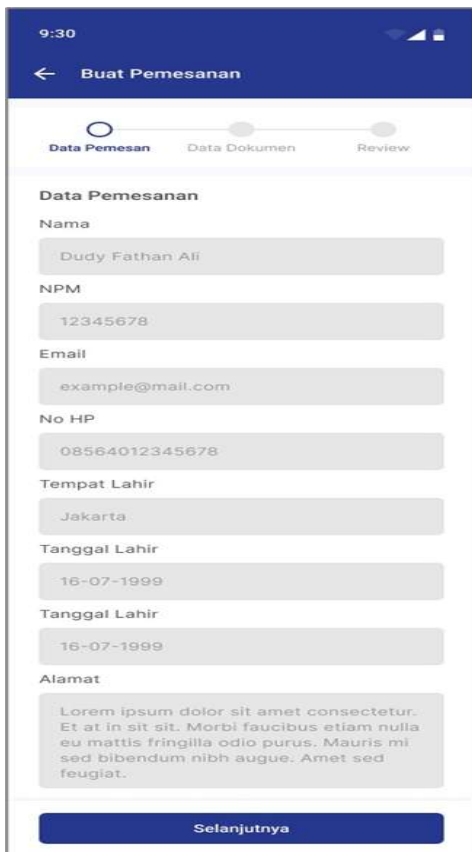 9:30
Buat Pemesanan
Data Pemesan Data Dokumen Review
Data Pemesanan
Nama
Dudy Fathan Ali
NPM
12345678
Email
example@mail.com
No HP
08564012345678
Tempat Lahir
Jakarta
Tanggal Lahir
16-07-1999
Tanggal Lahir
16-07-1999
Alamat
Lorem ipsum dolor sit amet consectetur.
Et at in sit sit. Morbi faucibus etiam nulla
eu mattis fringilla odio purus. Mauris mi
sed bibendum nibh augue. Amet sed
feugiat.
Selanjutnya